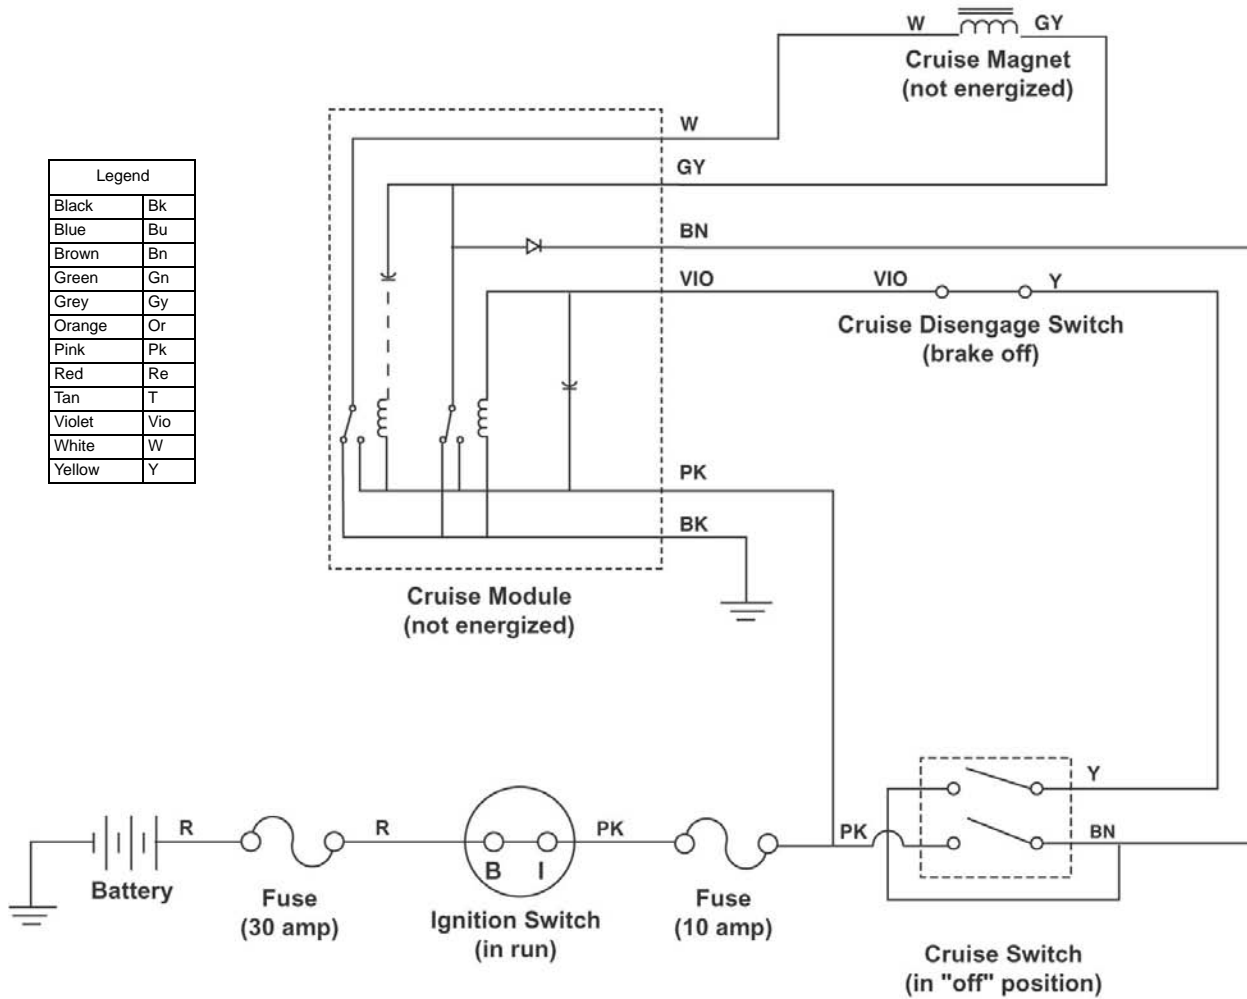 W
GY
Cruise Magnet
(not energized)
W
GY
Legend
Black Bk
Blue Bu
Brown Bn
Green Gn
Grey Gy
Orange Or
Pink Pk
Red Re
Tan T
Violet Vio
White W
Yellow Y
BN
VIO
VIO
Y
Cruise Disengage Switch
(brake off)
PK
BK
Cruise Module
(not energized)
Y
R
R
PK
PK
BN
B I
Battery
Fuse
(30 amp)
Ignition Switch
(in run)
Fuse
(10 amp)
Cruise Switch
(in "off" position)